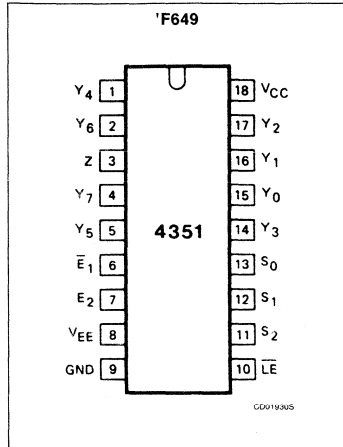 'F649
Y4 1 18 VCC
Y6 2 17 Y2
Z 3 16 Y1
Y7 4 15 Y0
Y5 5 14 Y3
4351
E̅1 6 13 S0
E2 7 12 S1
VEE 8 11 S2
GND 9 10 L̅E̅
CD01930S